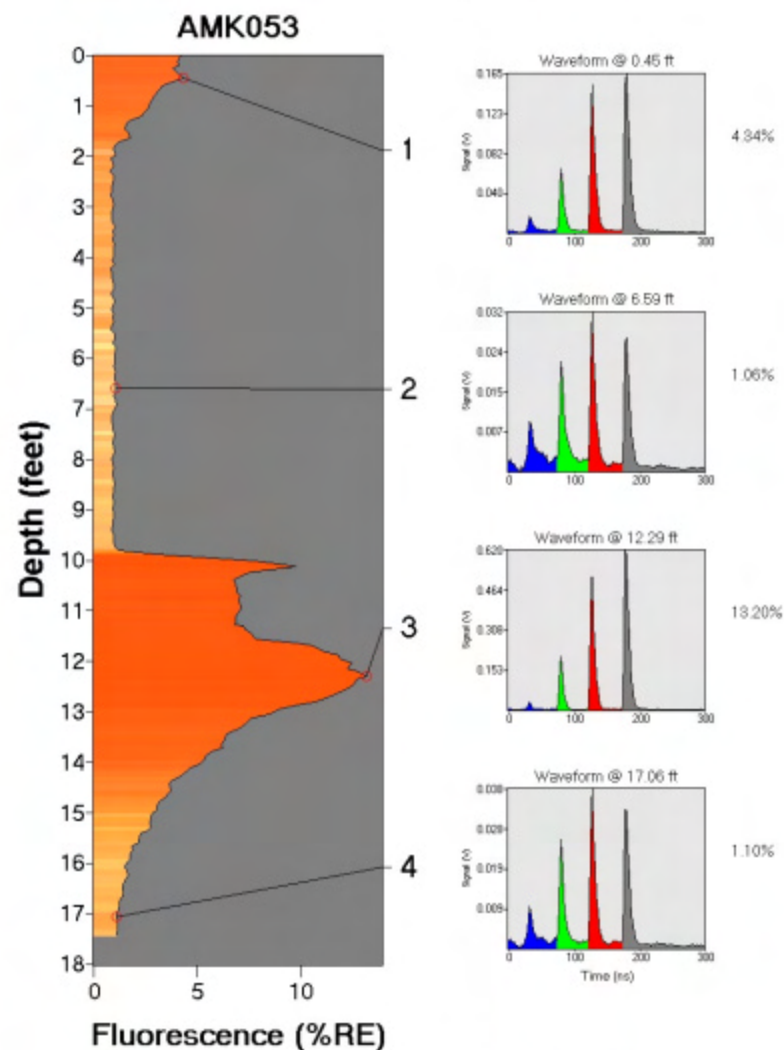 AMK053
Depth (feet)
0
1
2
3
4
5
6
7
8
9
10
11
12
13
14
15
16
17
18
0 5 10
Fluorescence (%RE)
1
2
3
4
Waveform @ 0.45 ft
Signal (V)
0.165
0.123
0.082
0.040
0 100 200 300
4.34%
Waveform @ 6.59 ft
Signal (V)
0.032
0.024
0.015
0.007
0 100 200 300
1.06%
Waveform @ 12.29 ft
Signal (V)
0.620
0.464
0.308
0.153
0 100 200 300
13.20%
Waveform @ 17.06 ft
Signal (V)
0.019
0.009
0 100 200 300
Time (ns)
1.10%